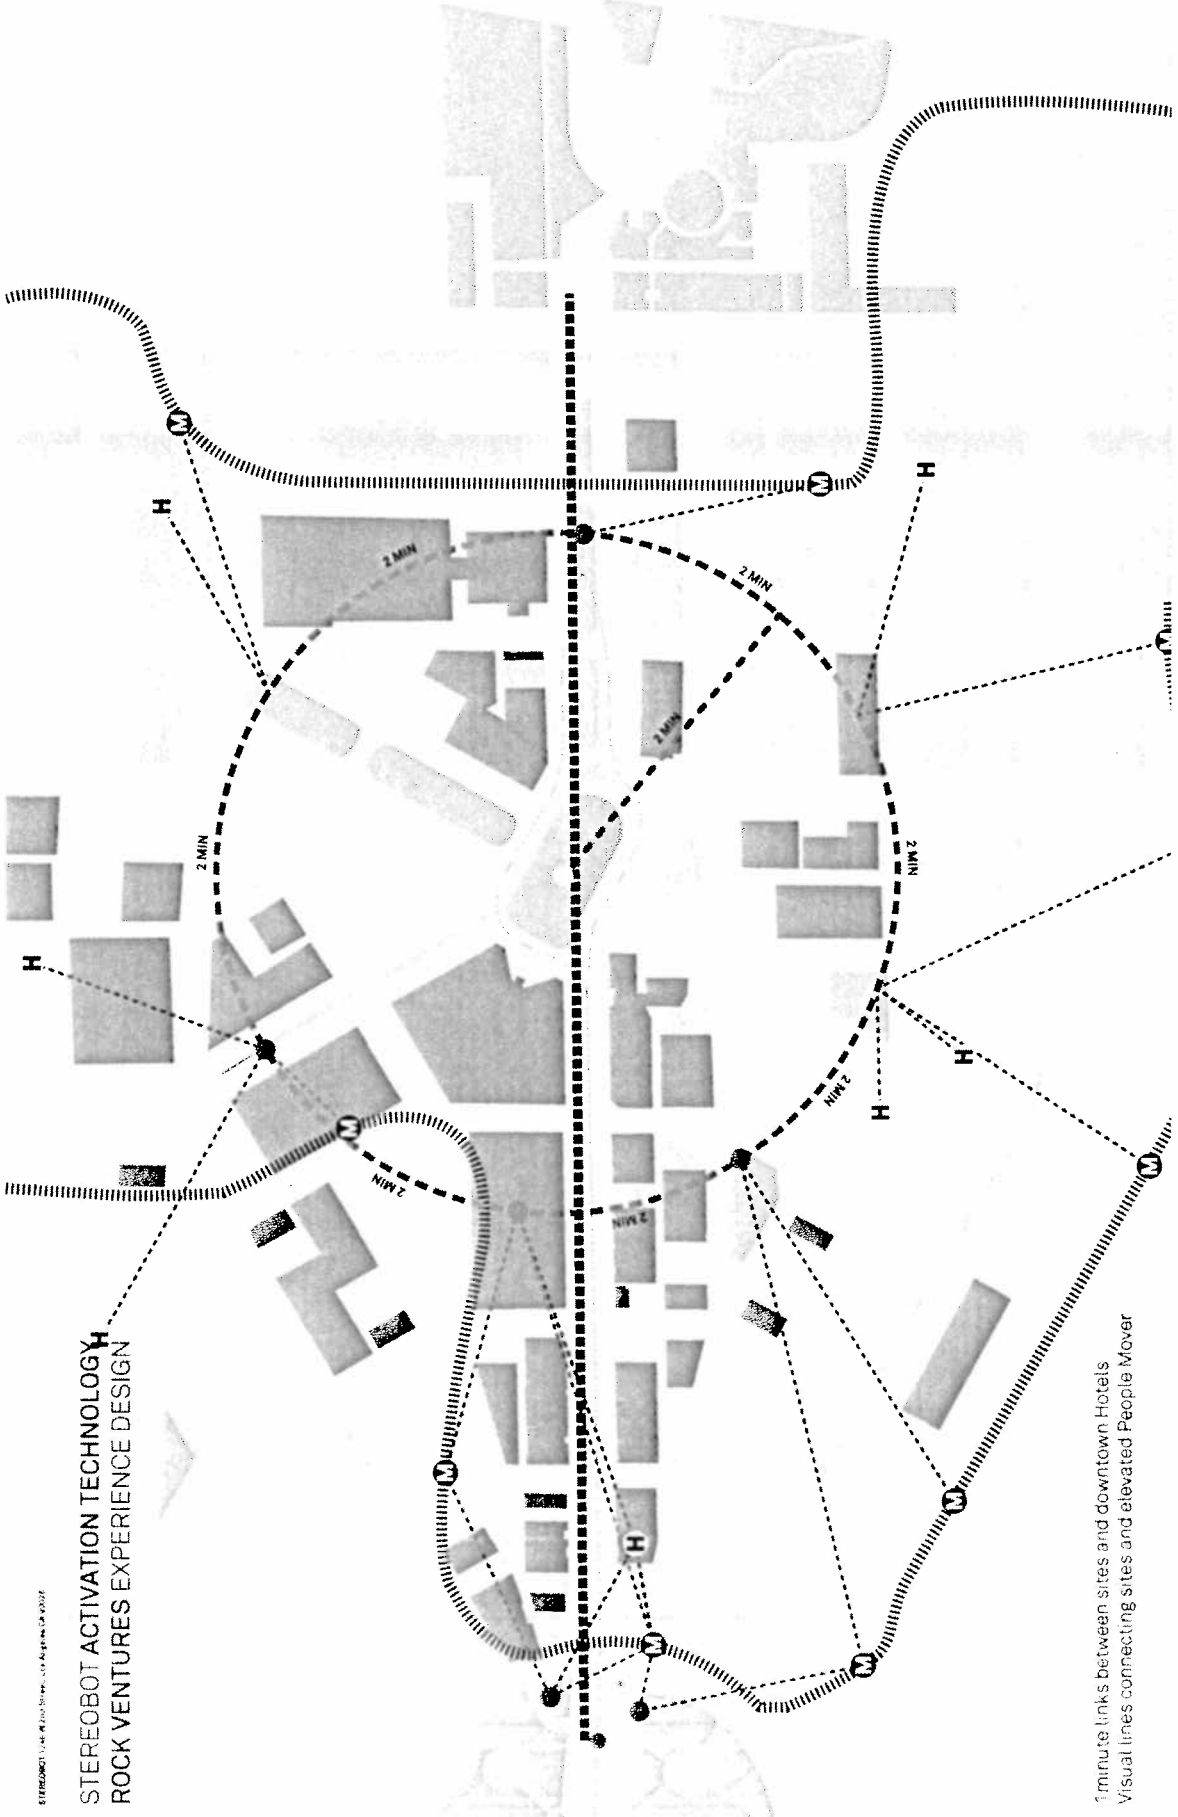 STEREOBOT ACTIVATION TECHNOLOGY
ROCK VENTURES EXPERIENCE DESIGN
H
M
H
H
M
M
2 MIN
2 MIN
2 MIN
2 MIN
2 MIN
2 MIN
2 MIN
2 MIN
M
M
H
M
H
H
H
M
M
M
1 minute links between sites and downtown Hotels
Visual lines connecting sites and elevated People Mover